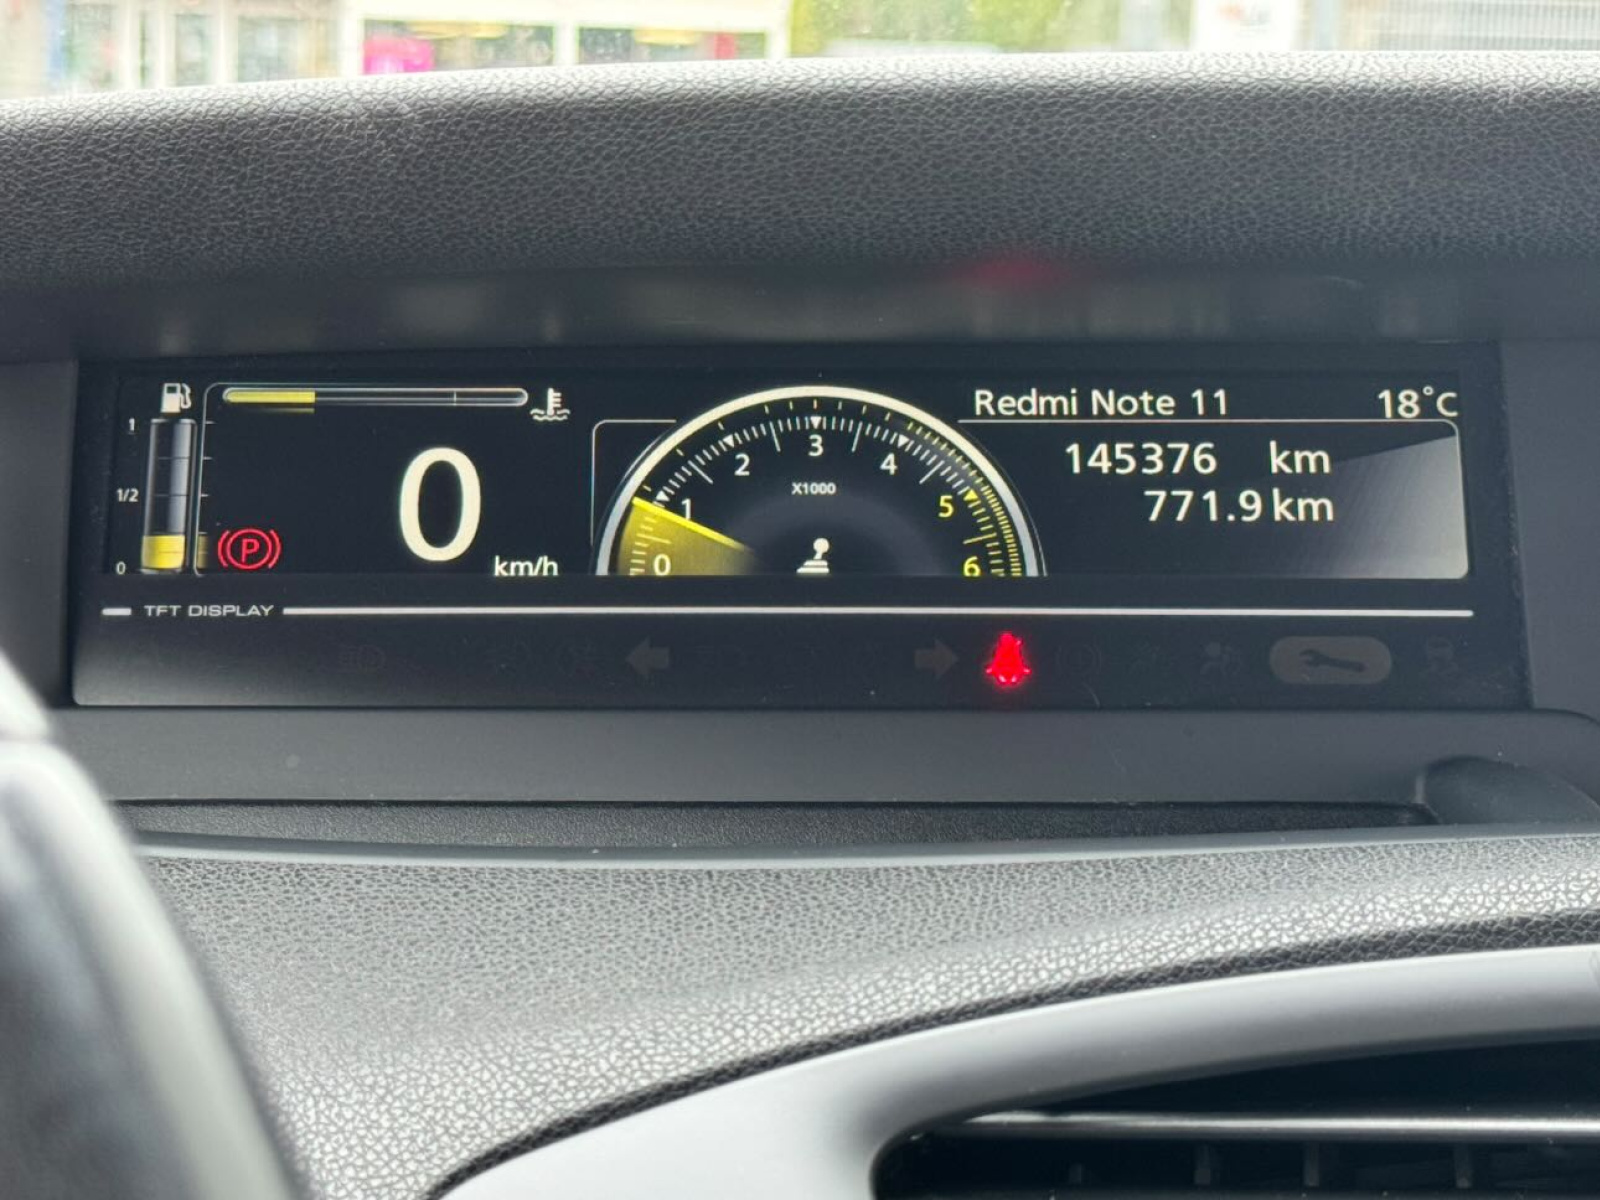 Redmi Note 11 18°C
1
1/2
0
P
0
km/h
0 1 2 3 4 5 6
X1000
145376 km
771.9 km
TFT DISPLAY